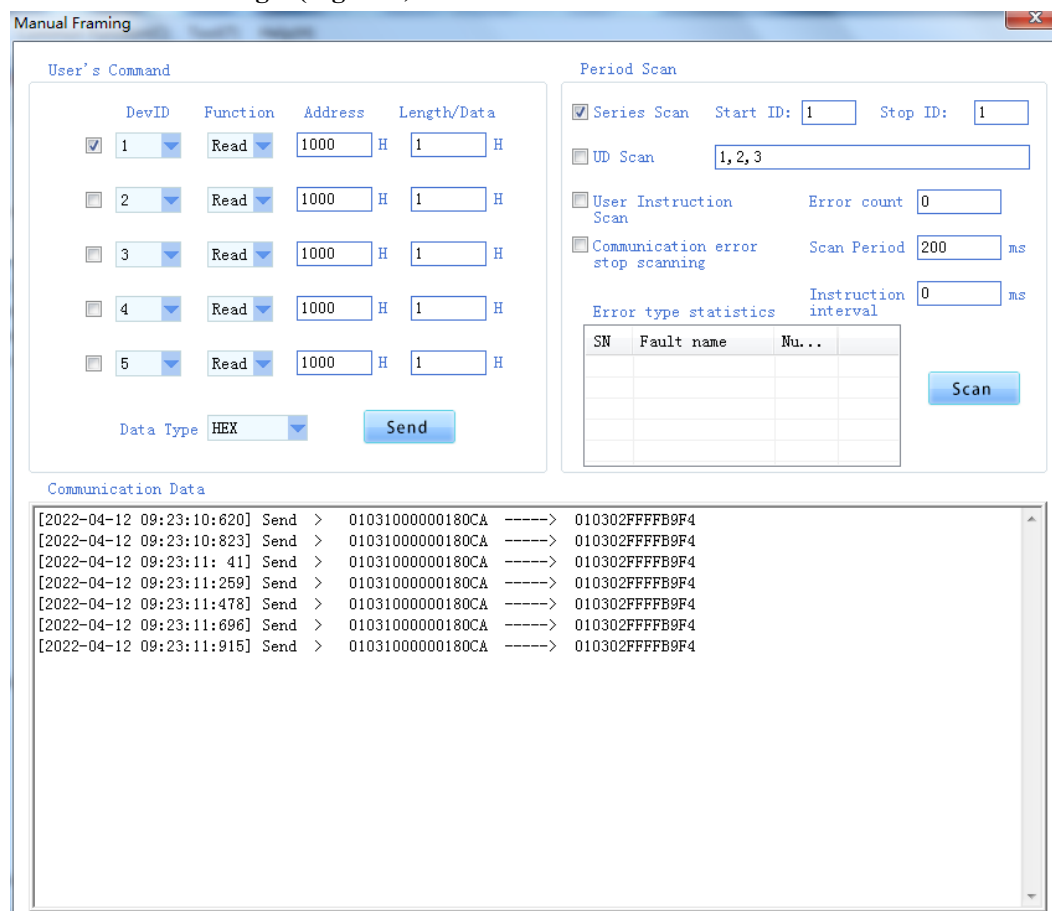 Manual Framing
x
User's Command
DevID Function Address Length/Data
1 Read 1000 H 1 H
2 Read 1000 H 1 H
3 Read 1000 H 1 H
4 Read 1000 H 1 H
5 Read 1000 H 1 H
Data Type HEX Send
Period Scan
Series Scan Start ID: 1 Stop ID: 1
UD Scan 1,2,3
User Instruction Error count 0
Scan
Communication error Scan Period 200 ms
stop scanning
Instruction 0 ms
interval
Error type statistics
SN Fault name Nu...
Scan
Communication Data
[2022-04-12 09:23:10:620] Send > 01031000000180CA -----> 010302FFFFB9F4
[2022-04-12 09:23:10:823] Send > 01031000000180CA -----> 010302FFFFB9F4
[2022-04-12 09:23:11: 41] Send > 01031000000180CA -----> 010302FFFFB9F4
[2022-04-12 09:23:11:259] Send > 01031000000180CA -----> 010302FFFFB9F4
[2022-04-12 09:23:11:478] Send > 01031000000180CA -----> 010302FFFFB9F4
[2022-04-12 09:23:11:696] Send > 01031000000180CA -----> 010302FFFFB9F4
[2022-04-12 09:23:11:915] Send > 01031000000180CA -----> 010302FFFFB9F4